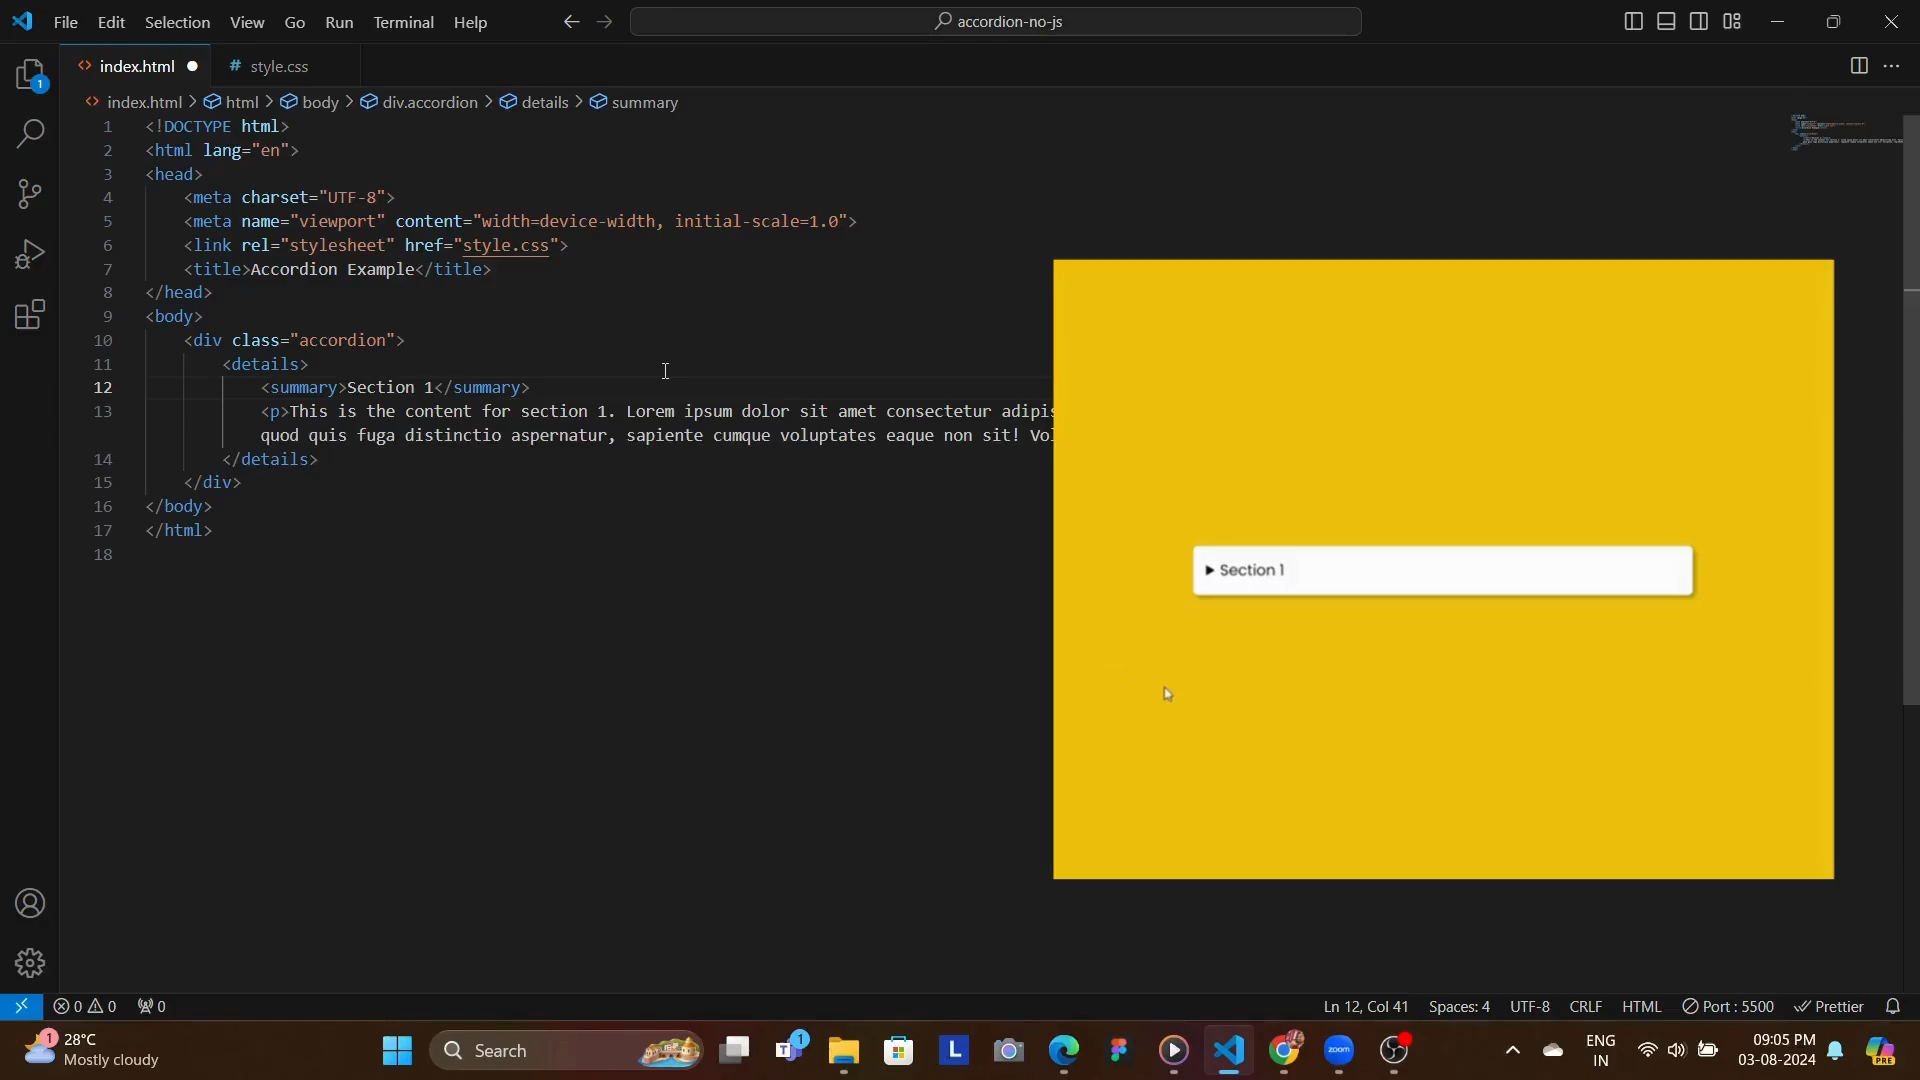 File Edit Selection View Go Run Terminal Help accordion-no-js
index.html # style.css
1
<> index.html > html > body > div.accordion > details > summary
1 <!DOCTYPE html>
2 <html lang="en">
3 <head>
4 <meta charset="UTF-8">
5 <meta name="viewport" content="width=device-width, initial-scale=1.0">
6 <link rel="stylesheet" href="style.css">
7 <title>Accordion Example</title>
8 </head>
9 <body>
10 <div class="accordion">
11 <details>
12 <summary>Section 1</summary>
13 <p>This is the content for section 1. Lorem ipsum dolor sit amet consectetur adipis
quod quis fuga distinctio aspernatur, sapiente cumque voluptates eaque non sit! Vol
14 </details>
15 </div>
16 </body>
17 </html>
18
Section 1
0 0 0 Ln 12, Col 41 Spaces: 4 UTF-8 CRLF HTML Port : 5500 Prettier
1 28°C
Mostly cloudy
Search
1
L
zoom
ENG
IN
09:05 PM
03-08-2024
PRE